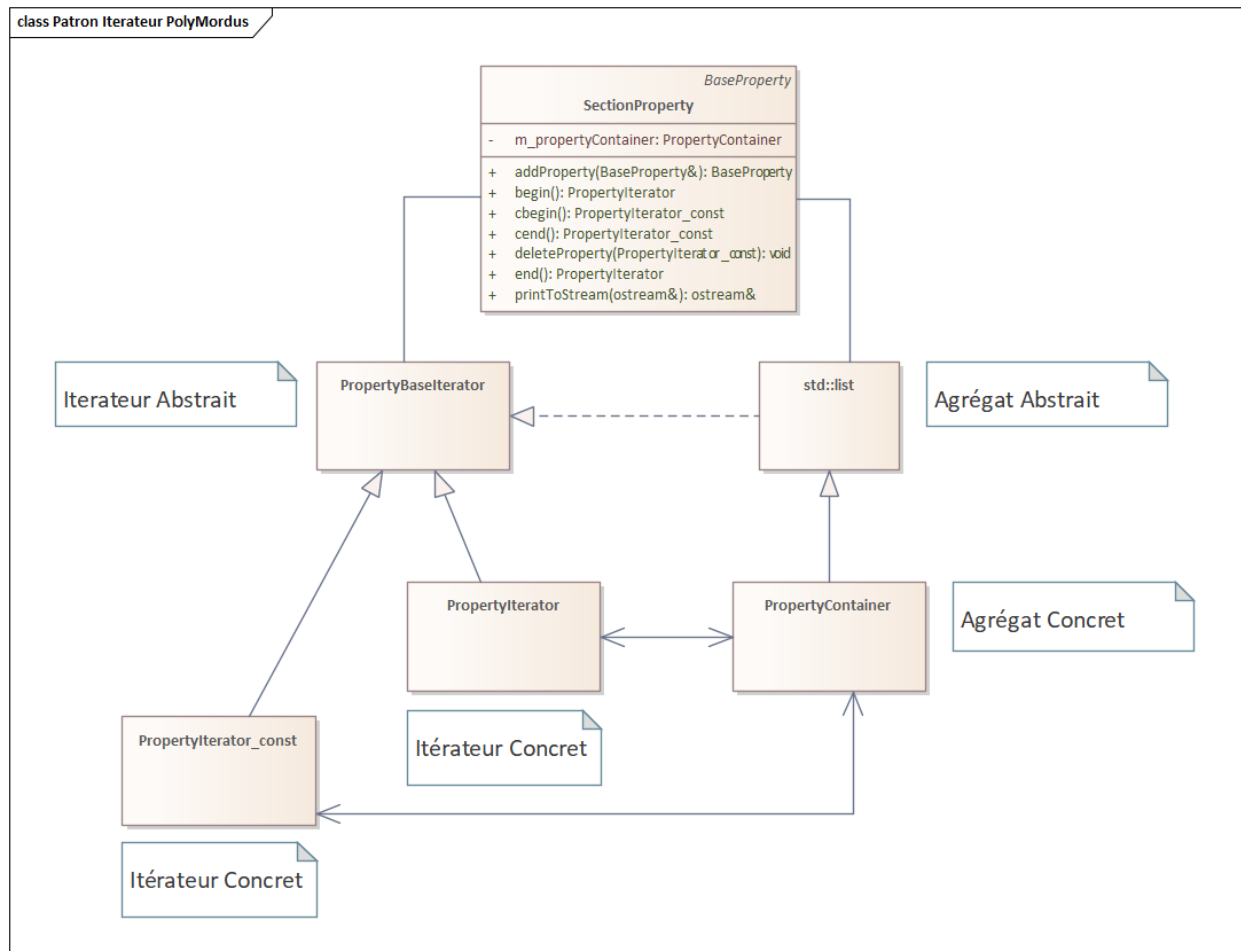 class Patron Iterateur PolyMordus
BaseProperty
SectionProperty
- m_propertyContainer: PropertyContainer
+ addProperty(BaseProperty&): BaseProperty
+ begin(): PropertyIterator
+ cbegin(): PropertyIterator_const
+ cend(): PropertyIterator_const
+ deleteProperty(PropertyIterator_const): void
+ end(): PropertyIterator
+ printToStream(ostream&): ostream&
Iterateur Abstrait
PropertyBaseIterator
std::list
Agrégat Abstrait
PropertyIterator
PropertyContainer
Agrégat Concret
PropertyIterator_const
Itérateur Concret
Itérateur Concret